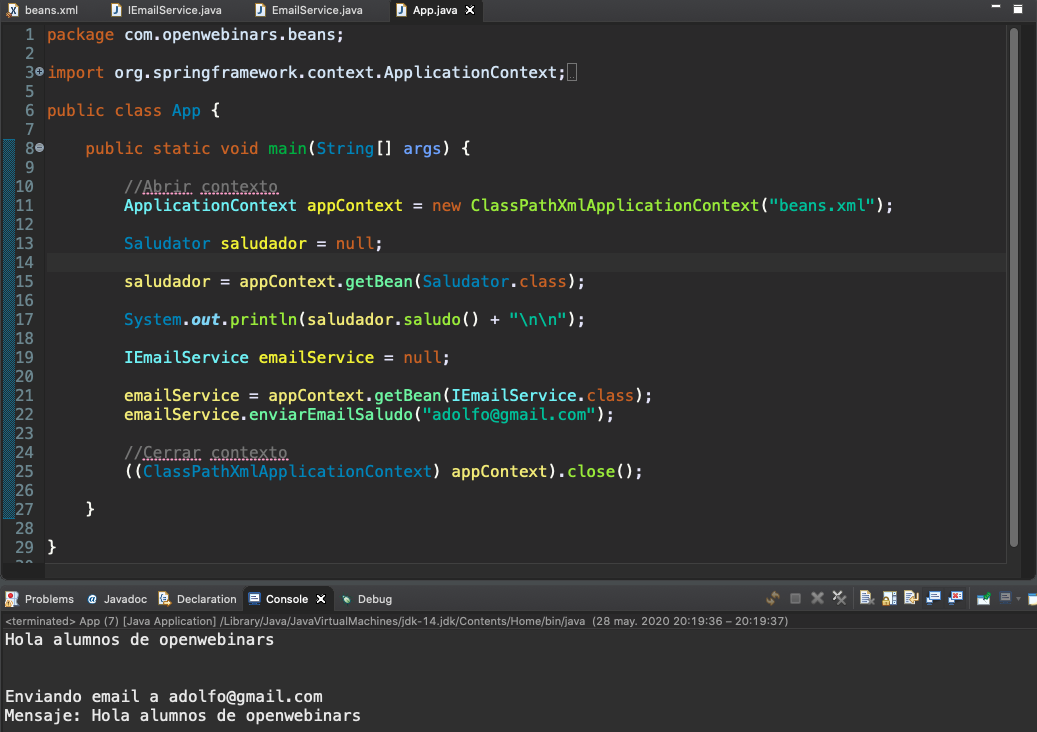 beans.xml IEmailService.java EmailService.java App.java
1 package com.openwebinars.beans;
2
3 import org.springframework.context.ApplicationContext;
5
6 public class App {
7
8 public static void main(String[] args) {
9
10 //Abrir contexto
11 ApplicationContext appContext = new ClassPathXmlApplicationContext("beans.xml");
12
13 Saludator saludador = null;
14
15 saludador = appContext.getBean(Saludator.class);
16
17 System.out.println(saludador.saludo() + "\n\n");
18
19 IEmailService emailService = null;
20
21 emailService = appContext.getBean(IEmailService.class);
22 emailService.enviarEmailSaludo("adolfo@gmail.com");
23
24 //Cerrar contexto
25 ((ClassPathXmlApplicationContext) appContext).close();
26
27 }
28
29 }
Problems Javadoc Declaration Console Debug
<terminated> App (7) [Java Application] /Library/Java/JavaVirtualMachines/jdk-14.jdk/Contents/Home/bin/java (28 may. 2020 20:19:36 – 20:19:37)
Hola alumnos de openwebinars
Enviando email a adolfo@gmail.com
Mensaje: Hola alumnos de openwebinars